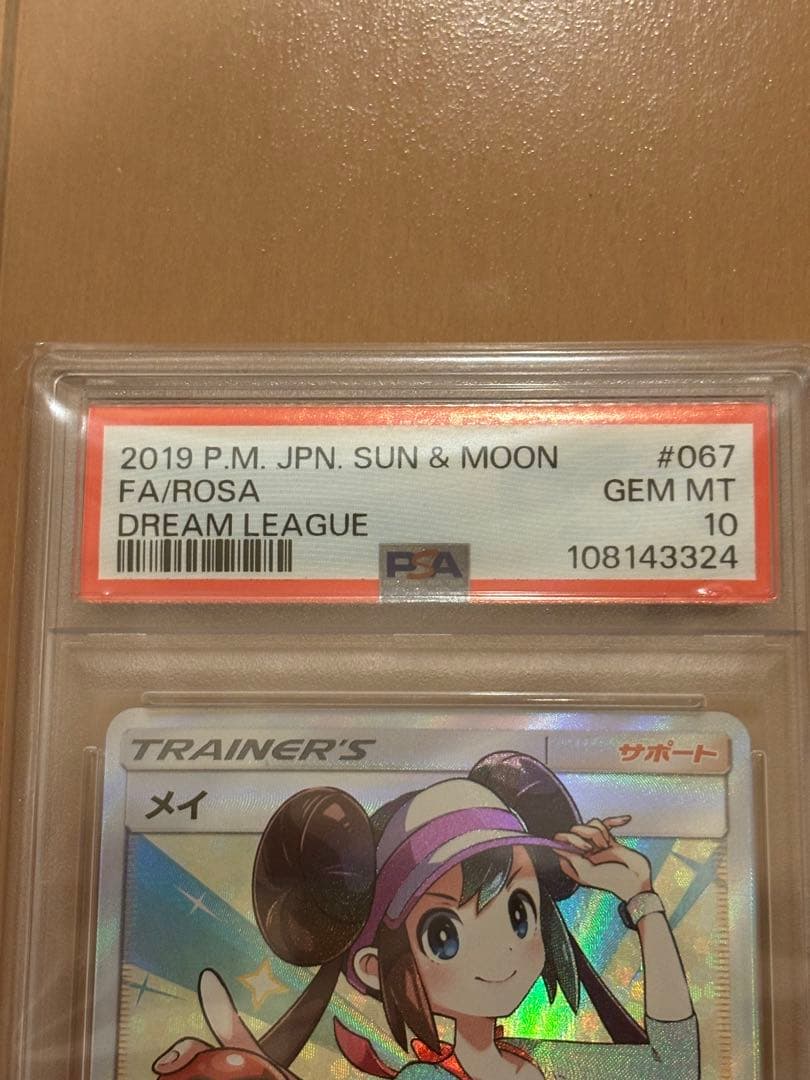 2019 P.M. JPN. SUN & MOON #067
FA/ROSA GEM MT
DREAM LEAGUE 10
PSA 108143324
TRAINER'S サポート
メイ